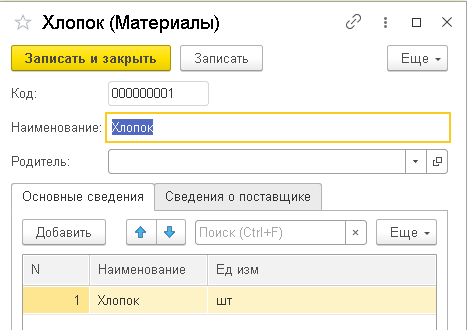 Хлопок (Материалы)
Записать и закрыть Записать Еще
Код: 000000001
Наименование: Хлопок
Родитель:
Основные сведения Сведения о поставщике
Добавить Поиск (Ctrl+F) × Еще
N Наименование Ед изм
1 Хлопок шт